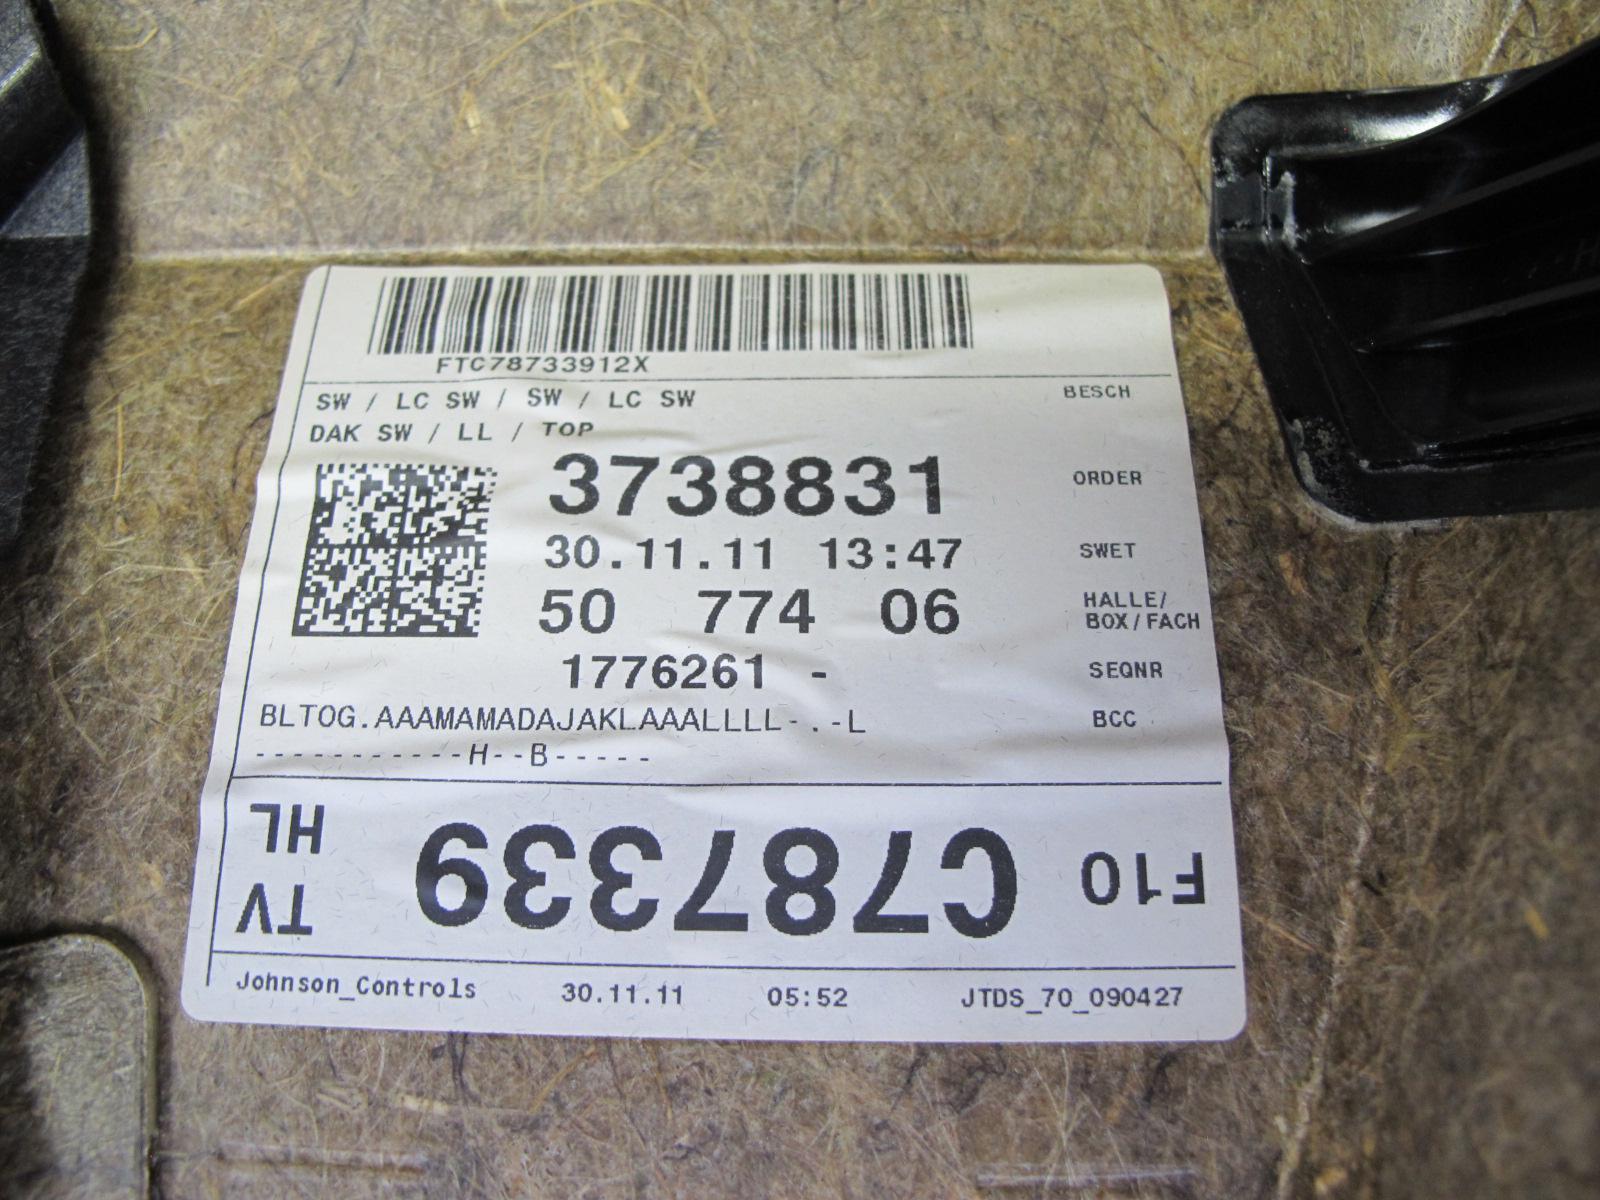 FTC78733912X
SW / LC SW / SW / LC SW BESCH
DAK SW / LL / TOP
3738831 ORDER
30.11.11 13:47 SWET
50 774 06 HALLE/
BOX/FACH
1776261 - SEQNR
BLTOG.AAAMAMADAJAKLAAALLLL-.-L BCC
-----------H--B-----
F10 C787339 TV
HL
Johnson_Controls 30.11.11 05:52 JTDS_70_090427